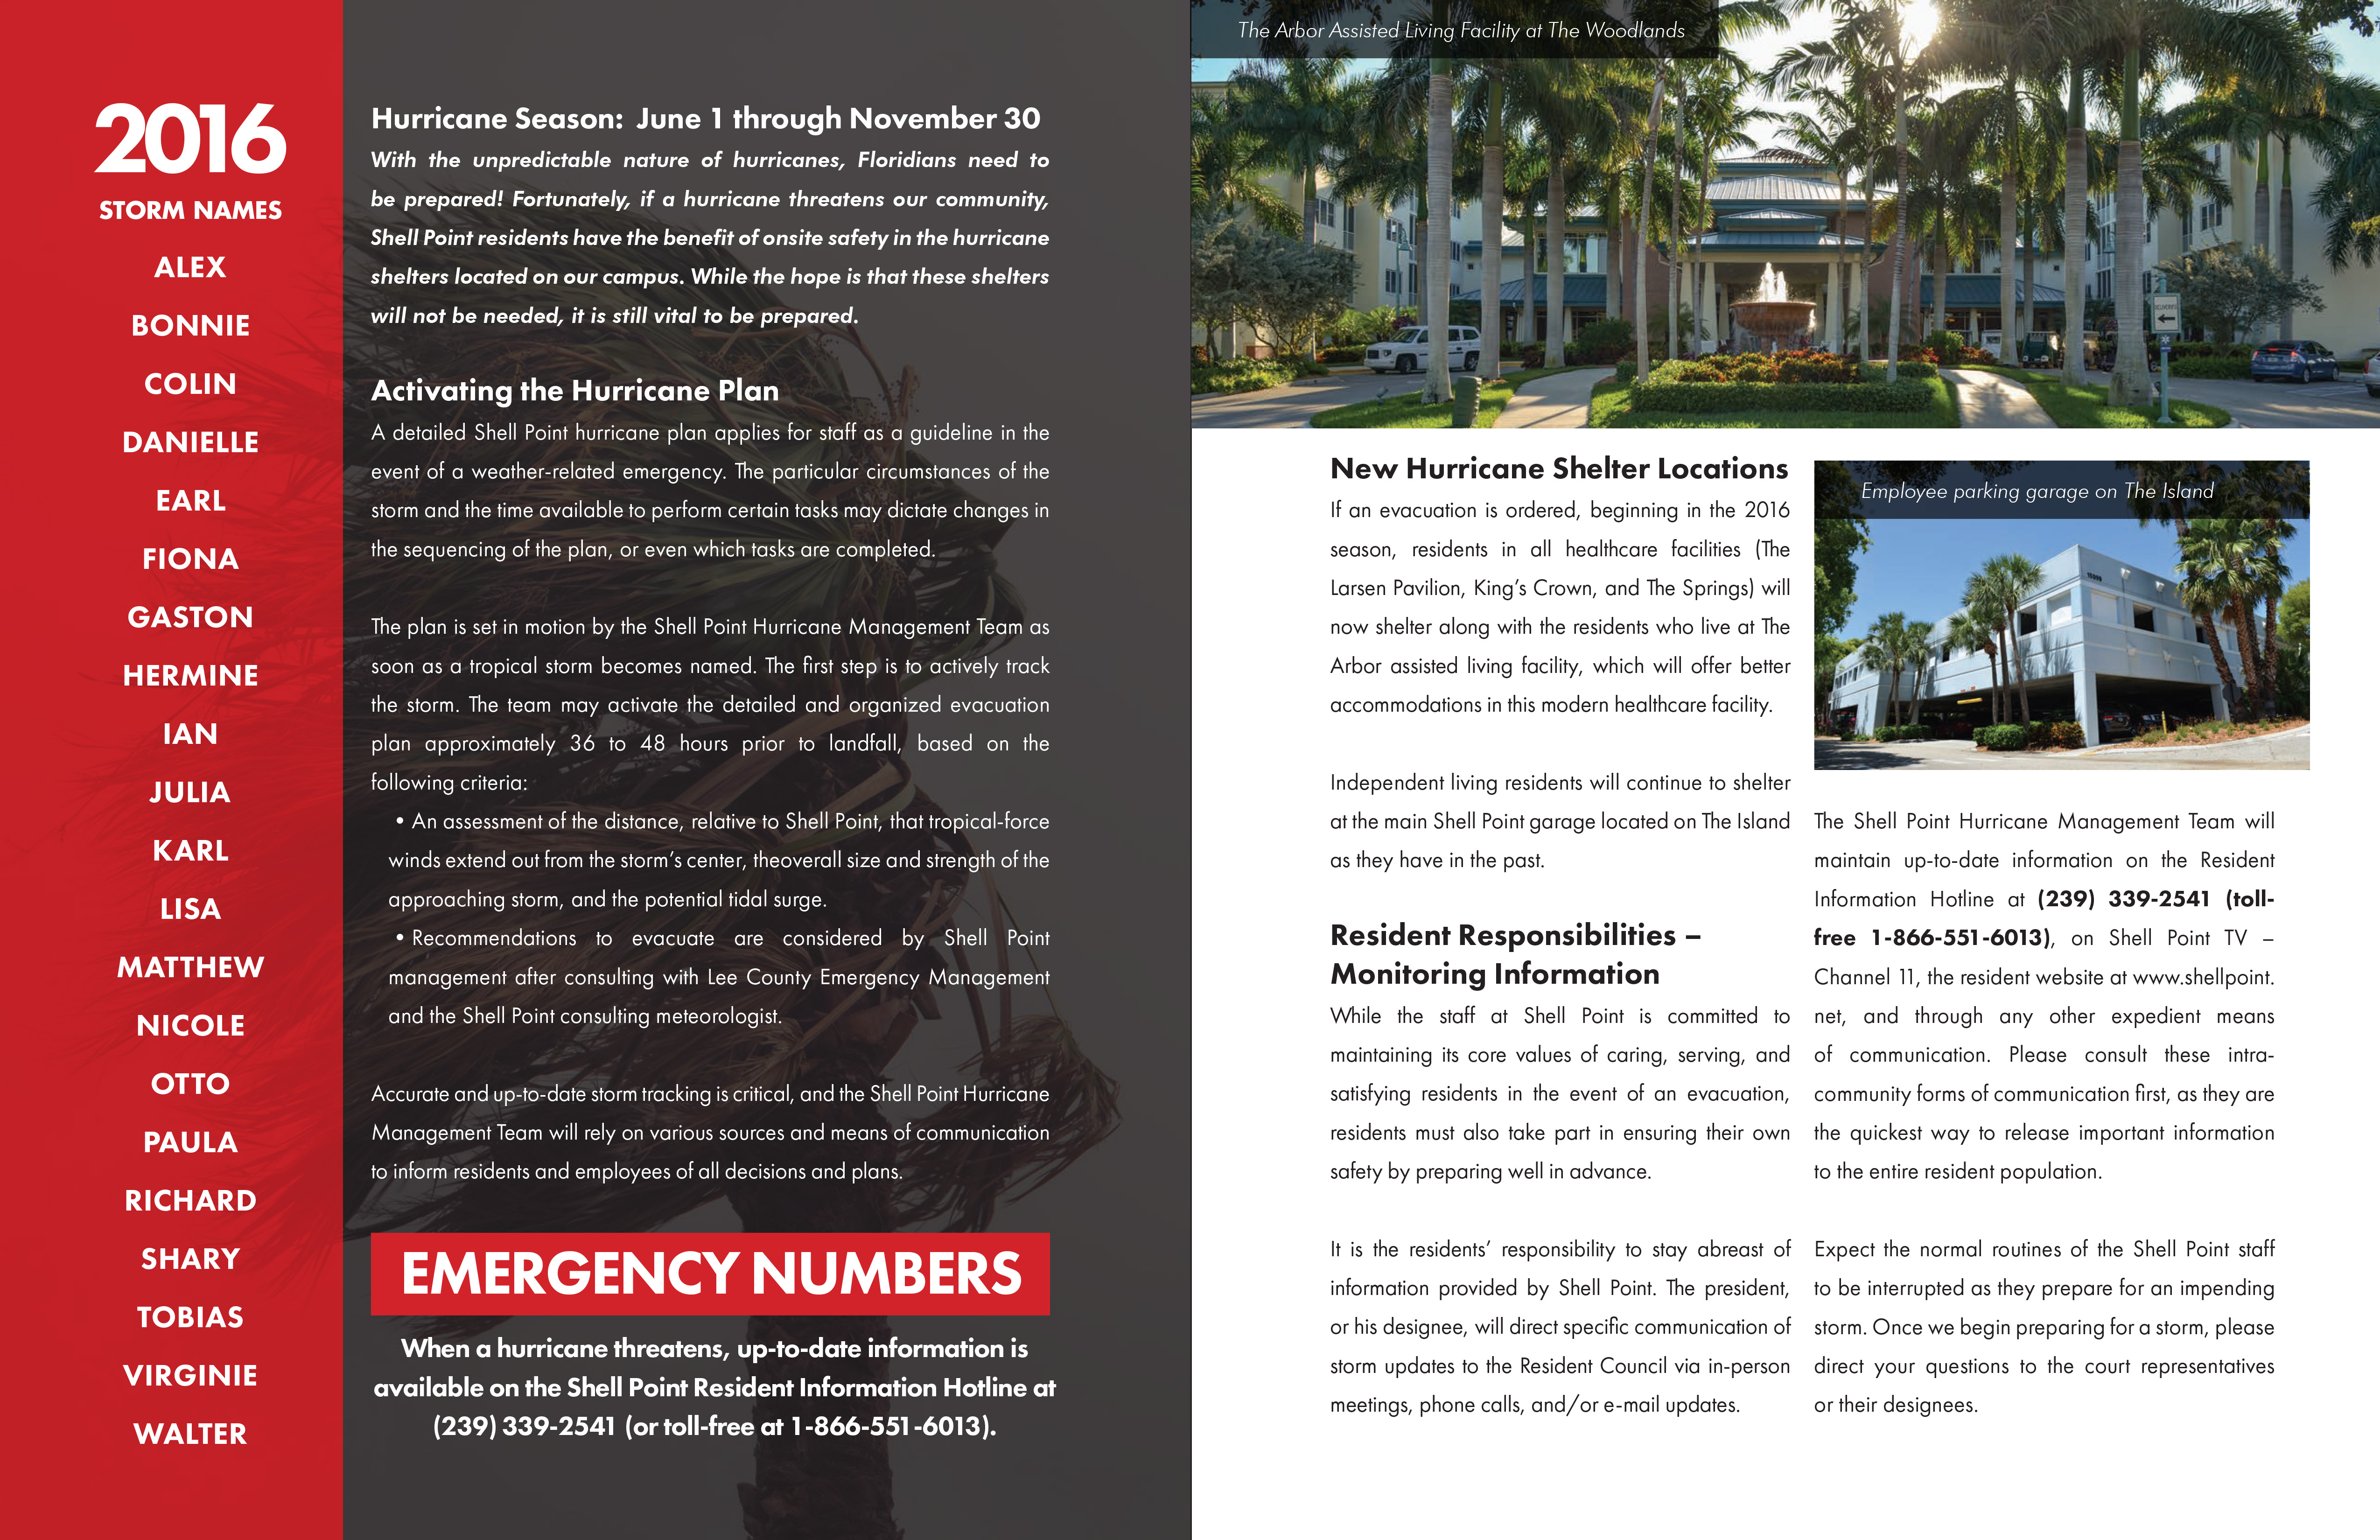 2016
STORM NAMES
ALEX
BONNIE
COLIN
DANIELLE
EARL
FIONA
GASTON
HERMINE
IAN
JULIA
KARL
LISA
MATTHEW
NICOLE
OTTO
PAULA
RICHARD
SHARY
TOBIAS
VIRGINIE
WALTER
Hurricane Season: June 1 through November 30
With the unpredictable nature of hurricanes, Floridians need to
be prepared! Fortunately, if a hurricane threatens our community,
Shell Point residents have the benefit of onsite safety in the hurricane
shelters located on our campus. While the hope is that these shelters
will not be needed, it is still vital to be prepared.
Activating the Hurricane Plan
A detailed Shell Point hurricane plan applies for staff as a guideline in the
event of a weather-related emergency. The particular circumstances of the
storm and the time available to perform certain tasks may dictate changes in
the sequencing of the plan, or even which tasks are completed.
The plan is set in motion by the Shell Point Hurricane Management Team as
soon as a tropical storm becomes named. The first step is to actively track
the storm. The team may activate the detailed and organized evacuation
plan approximately 36 to 48 hours prior to landfall, based on the
following criteria:
• An assessment of the distance, relative to Shell Point, that tropical-force
winds extend out from the storm's center, theoverall size and strength of the
approaching storm, and the potential tidal surge.
• Recommendations to evacuate are considered by Shell Point
management after consulting with Lee County Emergency Management
and the Shell Point consulting meteorologist.
Accurate and up-to-date storm tracking is critical, and the Shell Point Hurricane
Management Team will rely on various sources and means of communication
to inform residents and employees of all decisions and plans.
EMERGENCY NUMBERS
When a hurricane threatens, up-to-date information is
available on the Shell Point Resident Information Hotline at
(239) 339-2541 (or toll-free at 1-866-551-6013).
The Arbor Assisted Living Facility at The Woodlands
New Hurricane Shelter Locations
If an evacuation is ordered, beginning in the 2016
season, residents in all healthcare facilities (The
Larsen Pavilion, King's Crown, and The Springs) will
now shelter along with the residents who live at The
Arbor assisted living facility, which will offer better
accommodations in this modern healthcare facility.
Independent living residents will continue to shelter
at the main Shell Point garage located on The Island
as they have in the past.
Resident Responsibilities –
Monitoring Information
While the staff at Shell Point is committed to
maintaining its core values of caring, serving, and
satisfying residents in the event of an evacuation,
residents must also take part in ensuring their own
safety by preparing well in advance.
It is the residents' responsibility to stay abreast of
information provided by Shell Point. The president,
or his designee, will direct specific communication of
storm updates to the Resident Council via in-person
meetings, phone calls, and/or e-mail updates.
Employee parking garage on The Island
The Shell Point Hurricane Management Team will
maintain up-to-date information on the Resident
Information Hotline at (239) 339-2541 (toll-
free 1-866-551-6013), on Shell Point TV –
Channel 11, the resident website at www.shellpoint.
net, and through any other expedient means
of communication. Please consult these intra-
community forms of communication first, as they are
the quickest way to release important information
to the entire resident population.
Expect the normal routines of the Shell Point staff
to be interrupted as they prepare for an impending
storm. Once we begin preparing for a storm, please
direct your questions to the court representatives
or their designees.